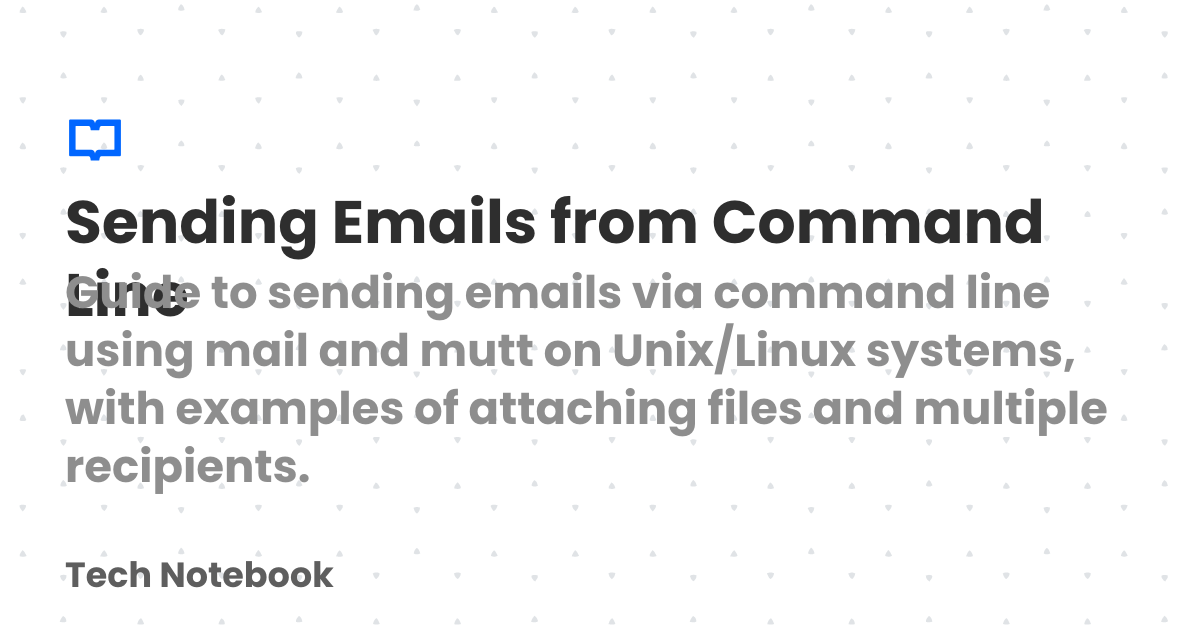 Sending Emails from Command
Line
Guide to sending emails via command line
using mail and mutt on Unix/Linux systems,
with examples of attaching files and multiple
recipients.
Tech Notebook